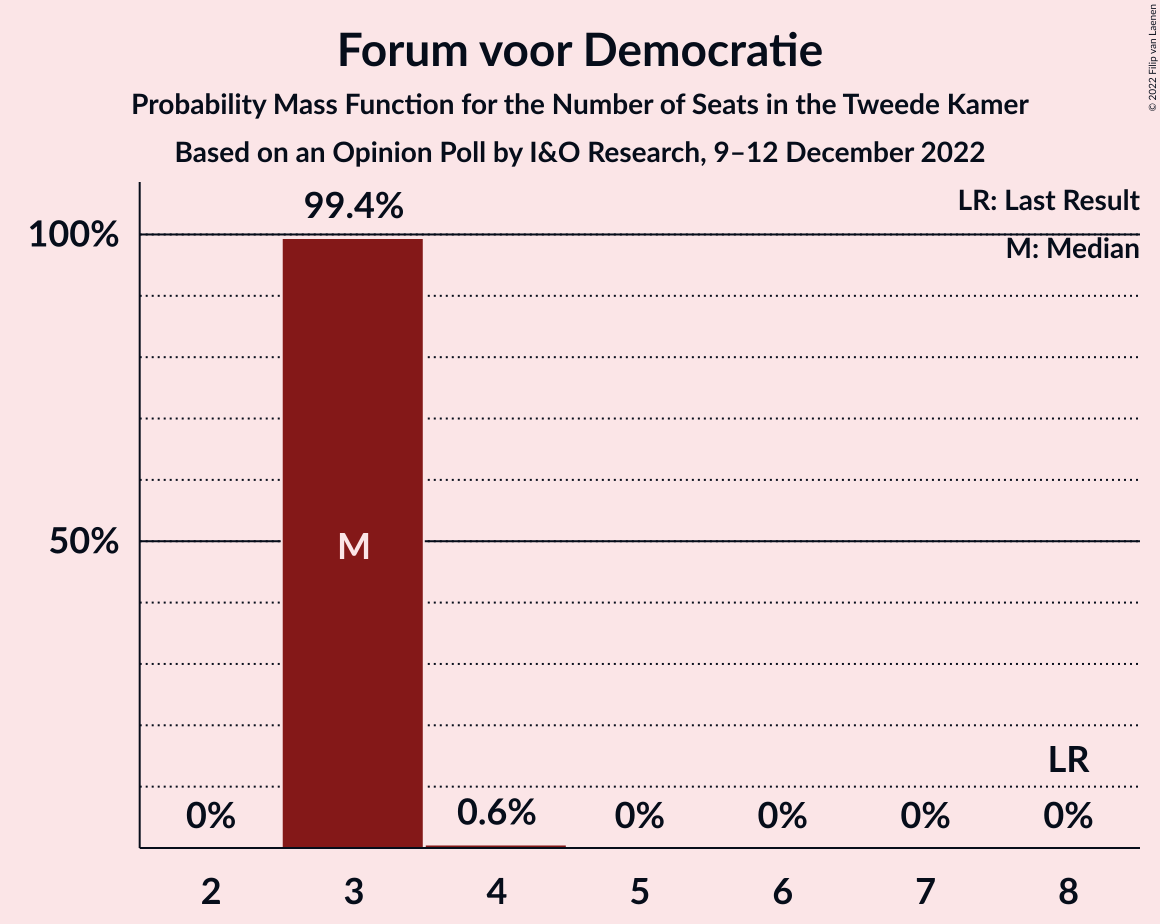 Forum voor Democratie
Probability Mass Function for the Number of Seats in the Tweede Kamer
Based on an Opinion Poll by I&O Research, 9–12 December 2022
© 2022 Filip van Laenen
LR: Last Result
M: Median
99.4%
100%
50%
M
LR
0%
0.6%
0%
0%
0%
0%
2
3
4
5
6
7
8